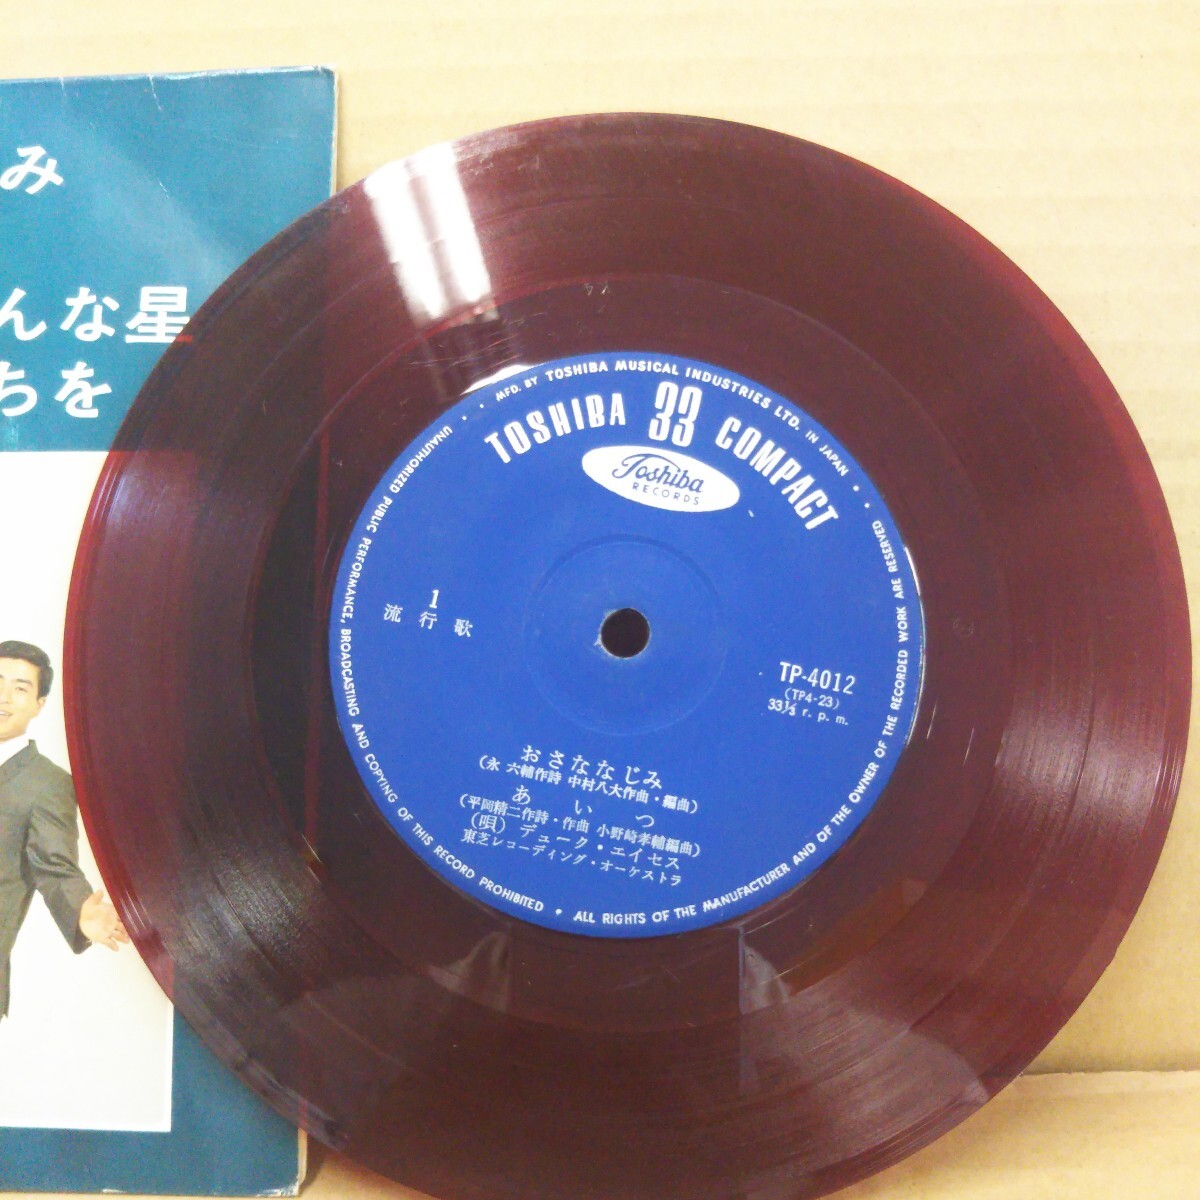 み
んな星
ちを
MFD. BY TOSHIBA MUSICAL INDUSTRIES LTD. IN JAPAN
TOSHIBA 33 COMPACT
Toshiba
RECORDS
1
流行歌
TP-4012
(TP4-23)
33⅓ r. p. m.
おさななじみ
(永 六輔作詩 中村八大作曲・編曲)
あいつ
(平岡精二作詩・作曲 小野崎孝輔編曲)
(唄) デューク・エイセス
東芝レコーディング・オーケストラ
UNAUTHORIZED PUBLIC PERFORMANCE, BROADCASTING AND COPYING OF THIS RECORD PROHIBITED • ALL RIGHTS OF THE MANUFACTURER AND OF THE OWNER OF THE RECORDED WORK ARE RESERVED